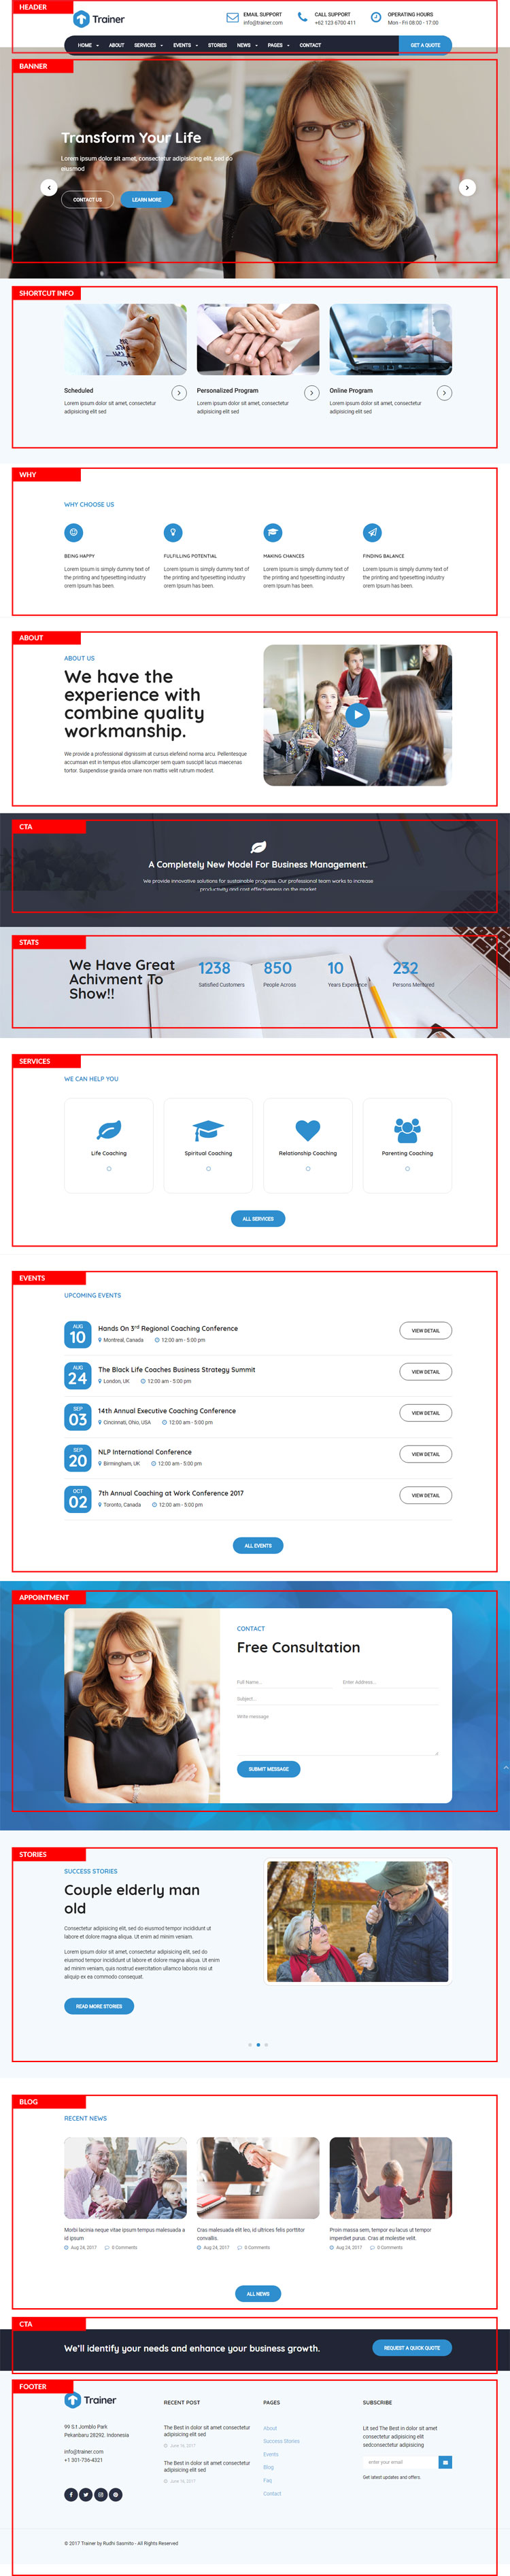 HEADER
Trainer
EMAIL SUPPORT
info@trainer.com
CALL SUPPORT
+62 123 6700 411
OPERATING HOURS
Mon - Fri 08:00 - 17:00
HOME ABOUT SERVICES EVENTS STORIES NEWS PAGES CONTACT GET A QUOTE
BANNER
Transform Your Life
Lorem ipsum dolor sit amet, consectetur adipisicing elit, sed do
eiusmod
CONTACT US LEARN MORE
SHORTCUT INFO
Scheduled
Lorem ipsum dolor sit amet, consectetur
adipisicing elit sed
Personalized Program
Lorem ipsum dolor sit amet, consectetur
adipisicing elit sed
Online Program
Lorem ipsum dolor sit amet, consectetur
adipisicing elit sed
WHY
WHY CHOOSE US
BEING HAPPY
Lorem Ipsum is simply dummy text of
the printing and typesetting industry
orem Ipsum has been.
FULFILLING POTENTIAL
Lorem Ipsum is simply dummy text of
the printing and typesetting industry
orem Ipsum has been.
MAKING CHANCES
Lorem Ipsum is simply dummy text of
the printing and typesetting industry
orem Ipsum has been.
FINDING BALANCE
Lorem Ipsum is simply dummy text of
the printing and typesetting industry
orem Ipsum has been.
ABOUT
ABOUT US
We have the
experience with
combine quality
workmanship.
We provide a professional dignissim at cursus elefeind norma arcu. Pellentesque
accumsan est in tempus etos ullamcorper sem quam suscipit lacus maecenas
tortor. Suspendisse gravida ornare non mattis velit rutrum modest.
CTA
A Completely New Model For Business Management.
We provide innovative solutions for sustainable progress. Our professional team works to increase
productivity and cost effectiveness on the market
STATS
We Have Great
Achivment To
Show!!
1238
Satisfied Customers
850
People Across
10
Years Experience
232
Persons Mentored
SERVICES
WE CAN HELP YOU
Life Coaching
Spiritual Coaching
Relationship Coaching
Parenting Coaching
ALL SERVICES
EVENTS
UPCOMING EVENTS
AUG
10
Hands On 3rd Regional Coaching Conference
Montreal, Canada 12:00 am - 5:00 pm
VIEW DETAIL
AUG
24
The Black Life Coaches Business Strategy Summit
London, UK 12:00 am - 5:00 pm
VIEW DETAIL
SEP
03
14th Annual Executive Coaching Conference
Cincinnati, Ohio, USA 12:00 am - 5:00 pm
VIEW DETAIL
SEP
20
NLP International Conference
Birmingham, UK 12:00 am - 5:00 pm
VIEW DETAIL
OCT
02
7th Annual Coaching at Work Conference 2017
Toronto, Canada 12:00 am - 5:00 pm
VIEW DETAIL
ALL EVENTS
APPOINTMENT
CONTACT
Free Consultation
Full Name... Enter Address...
Subject...
Write message
SUBMIT MESSAGE
STORIES
SUCCESS STORIES
Couple elderly man
old
Consectetur adipisicing elit, sed do eiusmod tempor incididunt ut
labore et dolore magna aliqua. Ut enim ad minim veniam.
Lorem ipsum dolor sit amet, consectetur adipisicing elit, sed do
eiusmod tempor incididunt ut labore et dolore magna aliqua. Ut enim
ad minim veniam, quis nostrud exercitation ullamco laboris nisi ut
aliquip ex ea commodo consequat.
READ MORE STORIES
BLOG
RECENT NEWS
Morbi lacinia neque vitae ipsum tempus malesuada a
id ipsum
Aug 24, 2017 0 Comments
Cras malesuada elit leo, id ultrices felis porttitor
convallis.
Aug 24, 2017 0 Comments
Proin massa sem, tempor eu lacus ut tempor
imperdiet purus. Cras at molestie velit
Aug 24, 2017 0 Comments
ALL NEWS
CTA
We'll identify your needs and enhance your business growth.
REQUEST A QUICK QUOTE
FOOTER
Trainer
99 S.t Jomblo Park
Pekanbaru 28292. Indonesia
info@trainer.com
+1 301-736-4321
RECENT POST
The Best in dolor sit amet consectetur
adipisicing elit sed
June 16, 2017
The Best in dolor sit amet consectetur
adipisicing elit sed
June 16, 2017
PAGES
About
Success Stories
Events
Blog
Faq
Contact
SUBSCRIBE
Lit sed The Best in dolor sit amet
consectetur adipisicing elit
sedconsectetur adipisicing
enter your email
Get latest updates and offers.
© 2017 Trainer by Rudhi Sasmito - All Rights Reserved